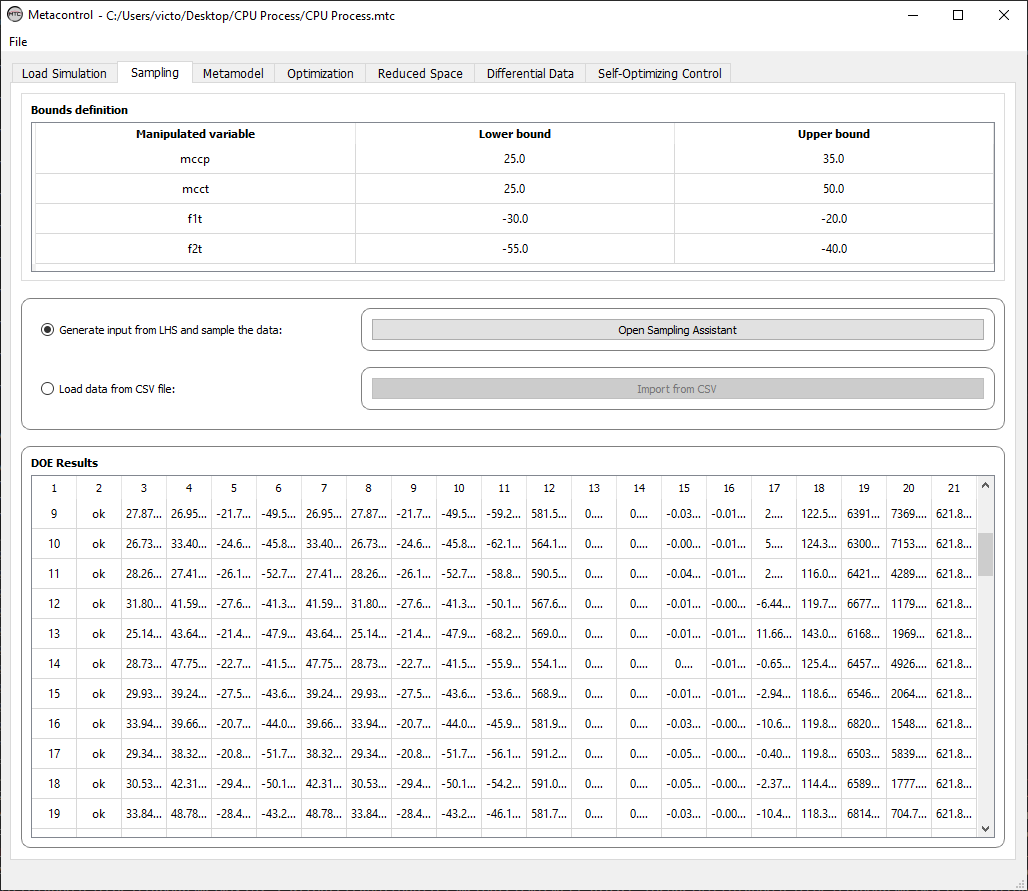 Metacontrol - C:/Users/victo/Desktop/CPU Process/CPU Process.mtc
File
Load Simulation Sampling Metamodel Optimization Reduced Space Differential Data Self-Optimizing Control
Bounds definition
Manipulated variable Lower bound Upper bound
mccp 25.0 35.0
mcct 25.0 50.0
f1t -30.0 -20.0
f2t -55.0 -40.0
Generate input from LHS and sample the data: Open Sampling Assistant
Load data from CSV file: Import from CSV
DOE Results
1 2 3 4 5 6 7 8 9 10 11 12 13 14 15 16 17 18 19 20 21
9 ok 27.87... 26.95... -21.7... -49.5... 26.95... 27.87... -21.7... -49.5... -59.2... 581.5... 0.... 0.... -0.03... -0.01... 2.... 122.5... 6391... 7369... 621.8...
10 ok 26.73... 33.40... -24.6... -45.8... 33.40... 26.73... -24.6... -45.8... -62.1... 564.1... 0.... 0.... -0.00... -0.01... 5.... 124.3... 6300... 7153... 621.8...
11 ok 28.26... 27.41... -26.1... -52.7... 27.41... 28.26... -26.1... -52.7... -58.8... 590.5... 0.... 0.... -0.04... -0.01... 2.... 116.0... 6421... 4289... 621.8...
12 ok 31.80... 41.59... -27.6... -41.3... 41.59... 31.80... -27.6... -41.3... -50.1... 567.6... 0.... 0.... -0.01... -0.00... -6.44... 119.7... 6677... 1179... 621.8...
13 ok 25.14... 43.64... -21.4... -47.9... 43.64... 25.14... -21.4... -47.9... -68.2... 569.0... 0.... 0.... -0.01... -0.01... 11.66... 143.0... 6168... 1969... 621.8...
14 ok 28.73... 47.75... -22.7... -41.5... 47.75... 28.73... -22.7... -41.5... -55.9... 554.1... 0.... 0.... 0.... -0.01... -0.65... 125.4... 6457... 4926... 621.8...
15 ok 29.93... 39.24... -27.5... -43.6... 39.24... 29.93... -27.5... -43.6... -53.6... 568.9... 0.... 0.... -0.01... -0.01... -2.94... 118.6... 6546... 2064... 621.8...
16 ok 33.94... 39.66... -20.7... -44.0... 39.66... 33.94... -20.7... -44.0... -45.9... 581.9... 0.... 0.... -0.03... -0.00... -10.6... 119.8... 6820... 1548... 621.8...
17 ok 29.34... 38.32... -20.8... -51.7... 38.32... 29.34... -20.8... -51.7... -56.1... 591.2... 0.... 0.... -0.05... -0.00... -0.40... 119.8... 6503... 5839... 621.8...
18 ok 30.53... 42.31... -29.4... -50.1... 42.31... 30.53... -29.4... -50.1... -54.2... 591.0... 0.... 0.... -0.05... -0.00... -2.37... 114.4... 6589... 1777.... 621.8...
19 ok 33.84... 48.78... -28.4... -43.2... 48.78... 33.84... -28.4... -43.2... -46.1... 581.7... 0.... 0.... -0.03... -0.00... -10.4... 118.3... 6814... 704.7... 621.8...